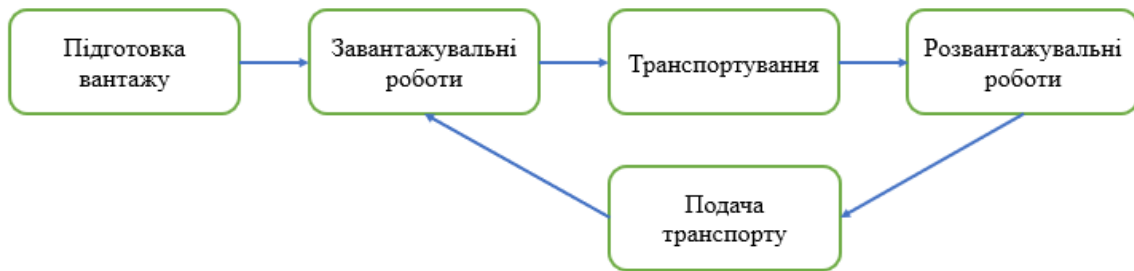 Підготовка
вантажу
Завантажувальні
роботи
Транспортування
Розвантажувальні
роботи
Подача
транспорту